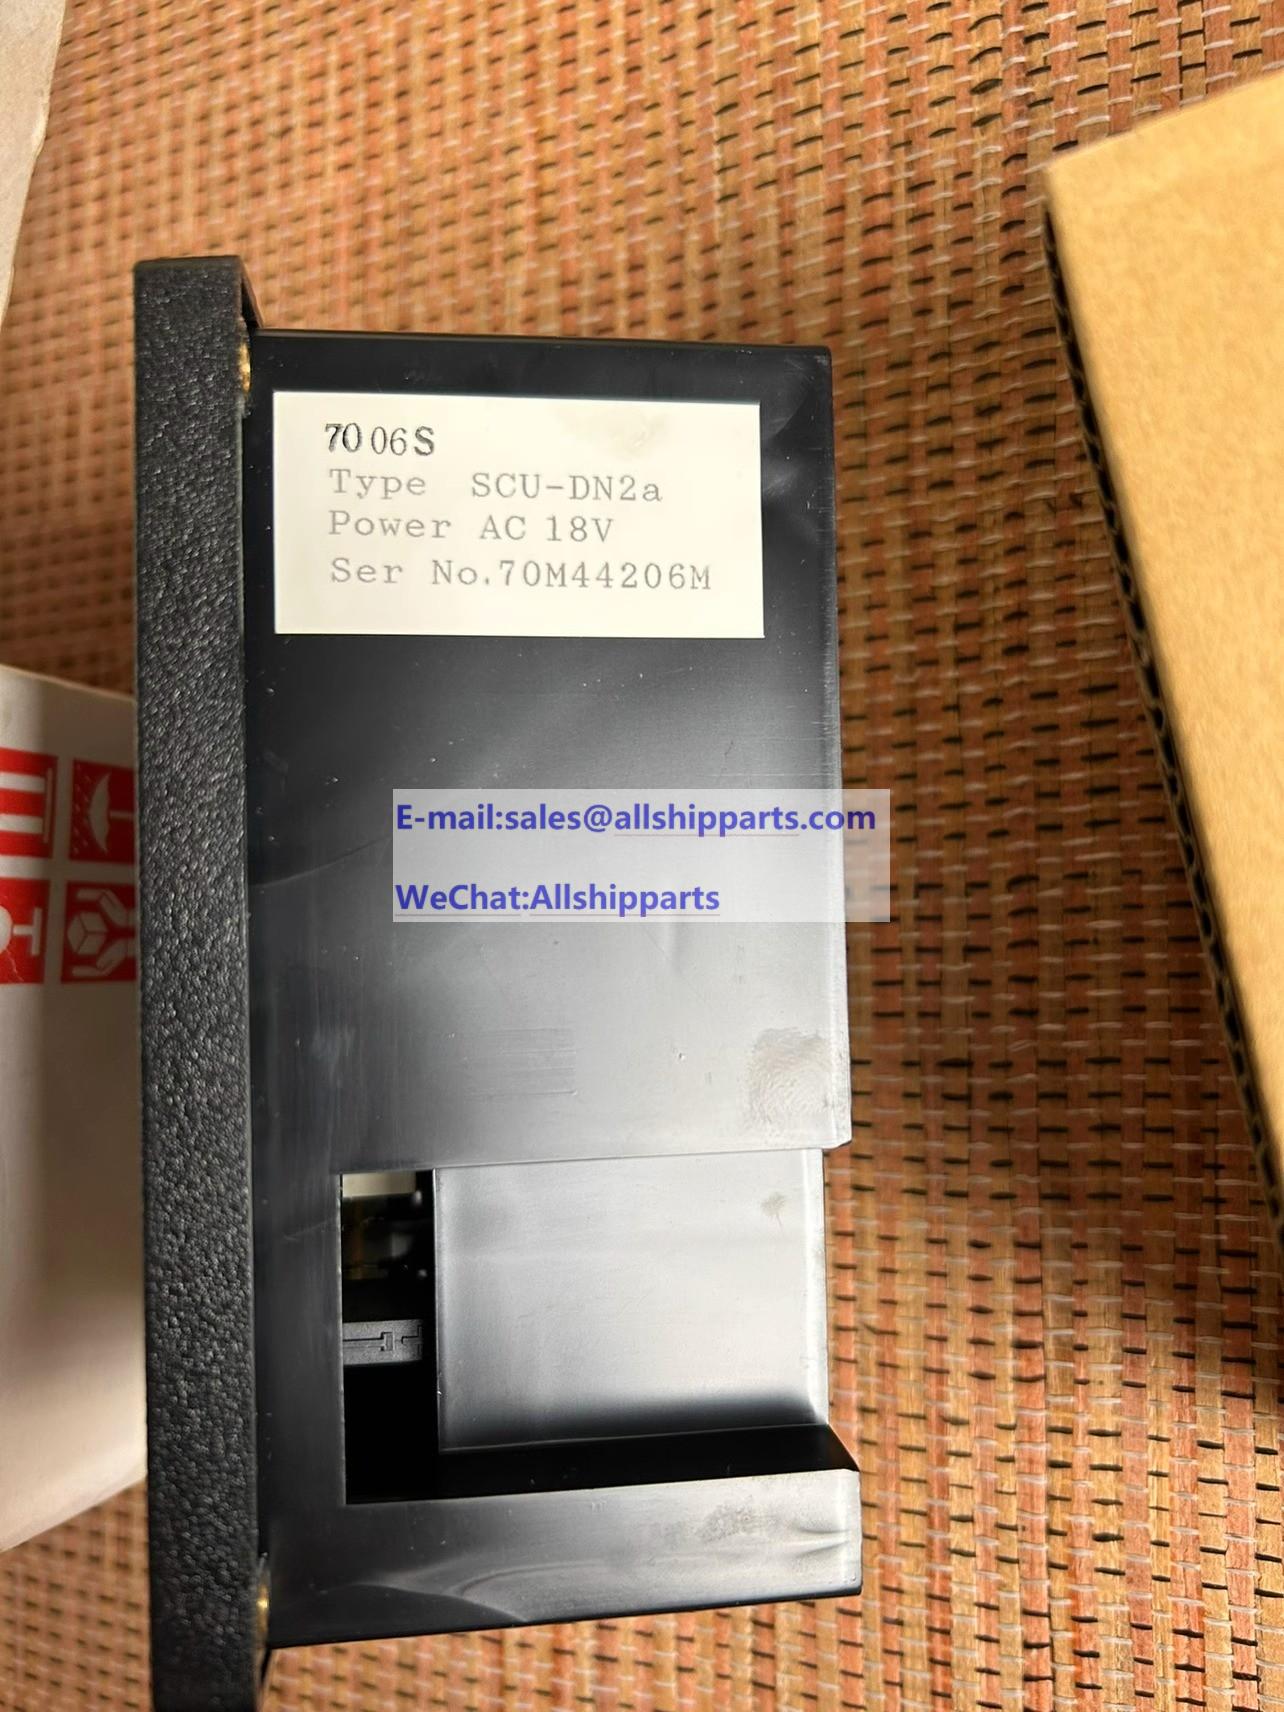 7006S
Type SCU-DN2a
Power AC 18V
Ser No.70M44206M
E-mail:sales@allshipparts.com
WeChat:Allshipparts